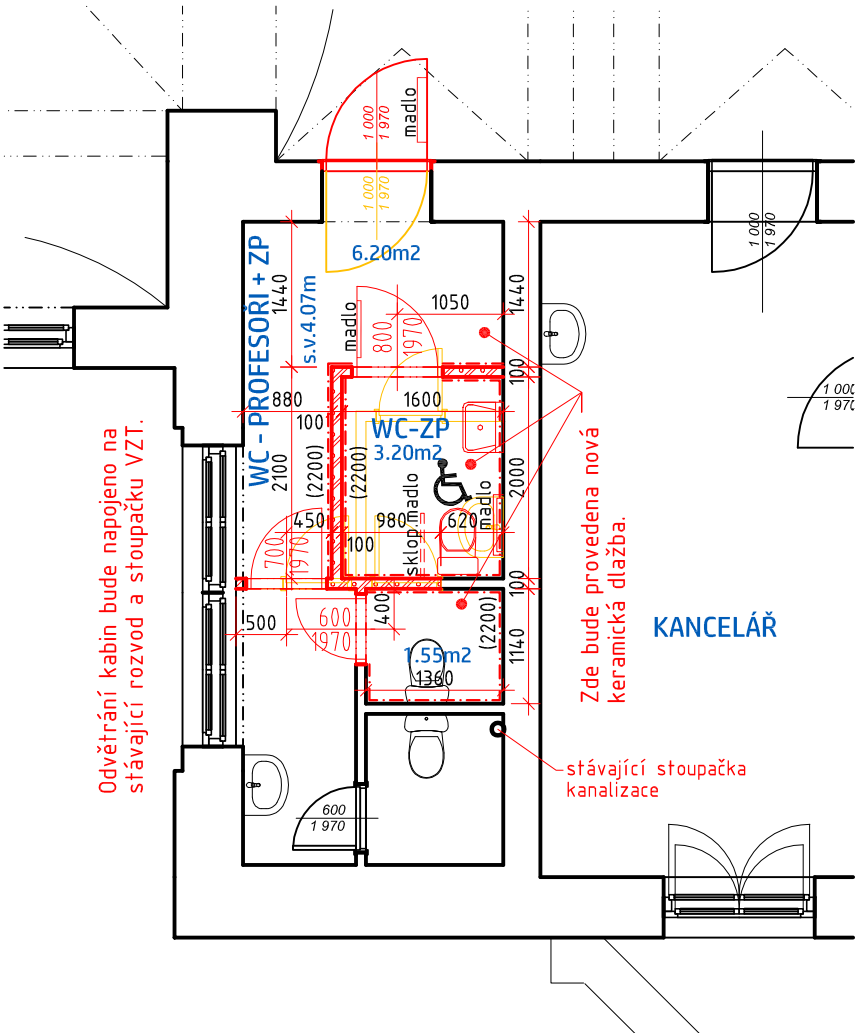 1 000
1 970
madlo
1 000
1 970
6.20m2
WC - PROFESOŘI + ZP
s.v.4.07m
1440
1050
1440
madlo
800
1970
1 000
1 970
1 000
1 970
100
880
1600
100
WC-ZP
3.20m2
2100
(2200)
(2200)
2000
sklop.madlo
madlo
450
980
620
100
700
1970
100
500
600
1970
400
(2200)
1140
1.55m2
1360
KANCELÁŘ
Odvětrání kabin bude napojeno na
stávající rozvod a stoupačku VZT.
Zde bude provedena nová
keramická dlažba.
stávající stoupačka
kanalizace
600
1 970